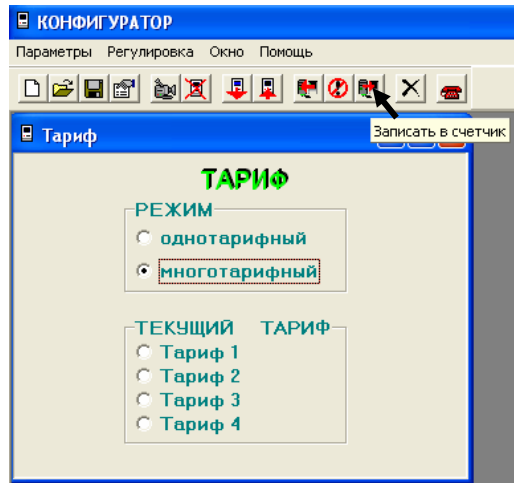 КОНФИГУРАТОР
Параметры Регулировка Окно Помощь
Записать в счетчик
Тариф
ТАРИФ
РЕЖИМ
однотарифный
многотарифный
ТЕКУЩИЙ ТАРИФ
Тариф 1
Тариф 2
Тариф 3
Тариф 4